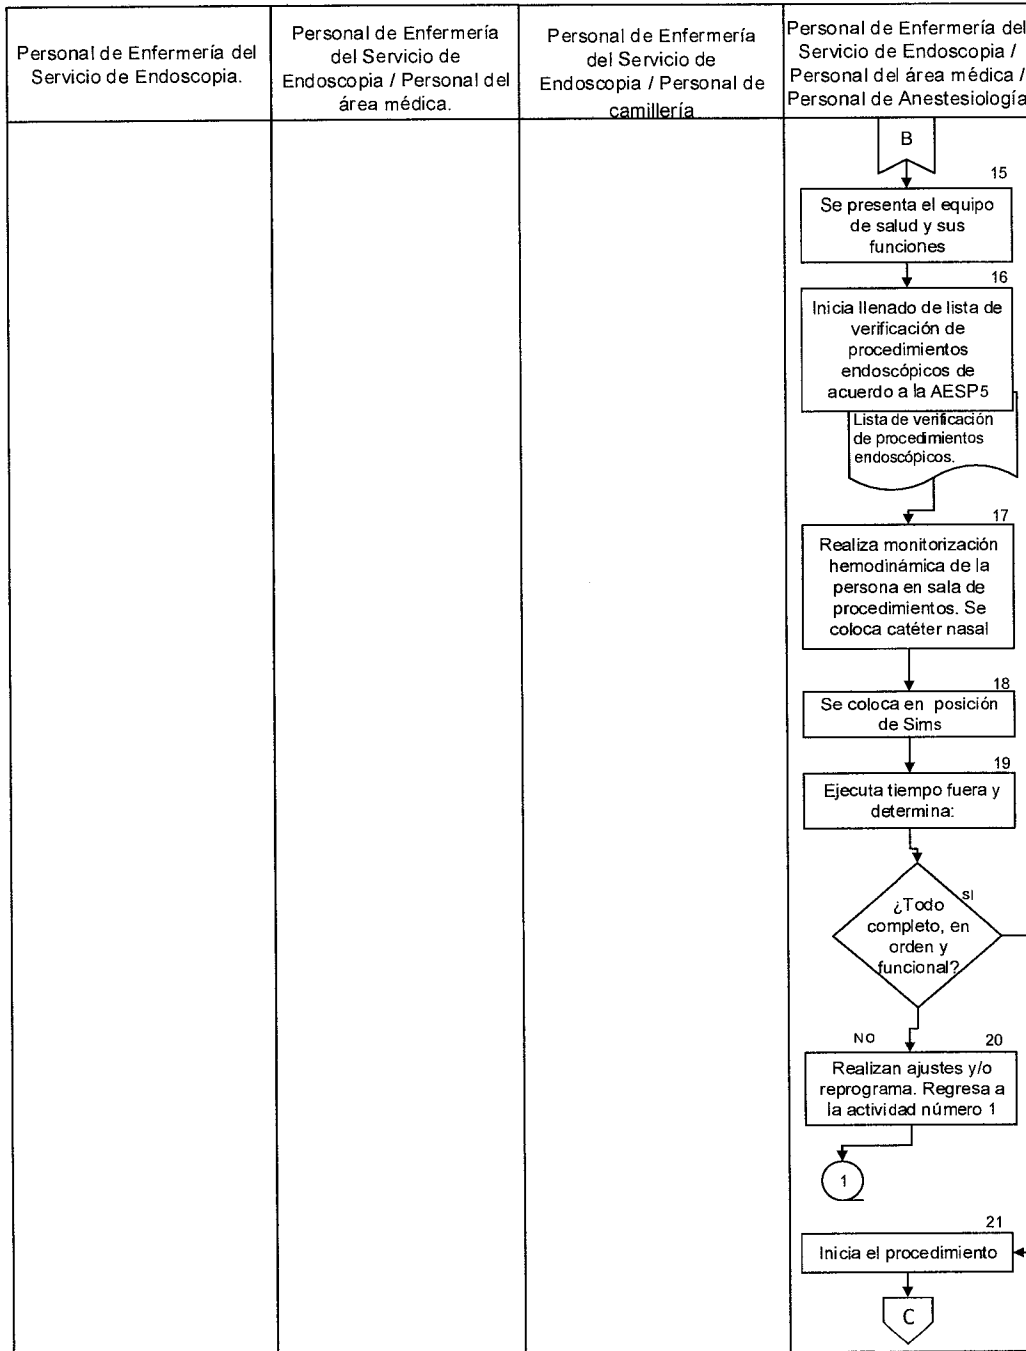 Personal de Enfermería del
Servicio de Endoscopia.
Personal de Enfermería
del Servicio de
Endoscopia / Personal del
área médica.
Personal de Enfermería
del Servicio de
Endoscopia / Personal de
camillería
Personal de Enfermería del
Servicio de Endoscopia /
Personal del área médica /
Personal de Anestesiología
B
15
Se presenta el equipo
de salud y sus
funciones
16
Inicia llenado de lista de
verificación de
procedimientos
endoscópicos de
acuerdo a la AESP5
Lista de verificación
de procedimientos
endoscópicos.
17
Realiza monitorización
hemodinámica de la
persona en sala de
procedimientos. Se
coloca catéter nasal
18
Se coloca en posición
de Sims
19
Ejecuta tiempo fuera y
determina:
SI
¿Todo
completo, en
orden y
funcional?
NO
20
Realizan ajustes y/o
reprograma. Regresa a
la actividad número 1
1
21
Inicia el procedimiento
C